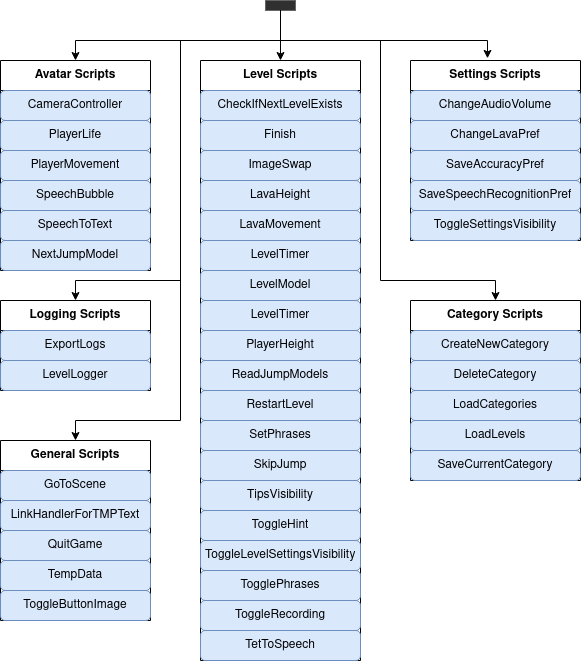 Avatar Scripts
CameraController
PlayerLife
PlayerMovement
SpeechBubble
SpeechToText
NextJumpModel
Logging Scripts
ExportLogs
LevelLogger
General Scripts
GoToScene
LinkHandlerForTMPText
QuitGame
TempData
ToggleButtonImage
Level Scripts
CheckIfNextLevelExists
Finish
ImageSwap
LavaHeight
LavaMovement
LevelTimer
LevelModel
LevelTimer
PlayerHeight
ReadJumpModels
RestartLevel
SetPhrases
SkipJump
TipsVisibility
ToggleHint
ToggleLevelSettingsVisibility
TogglePhrases
ToggleRecording
TetToSpeech
Settings Scripts
ChangeAudioVolume
ChangeLavaPref
SaveAccuracyPref
SaveSpeechRecognitionPref
ToggleSettingsVisibility
Category Scripts
CreateNewCategory
DeleteCategory
LoadCategories
LoadLevels
SaveCurrentCategory